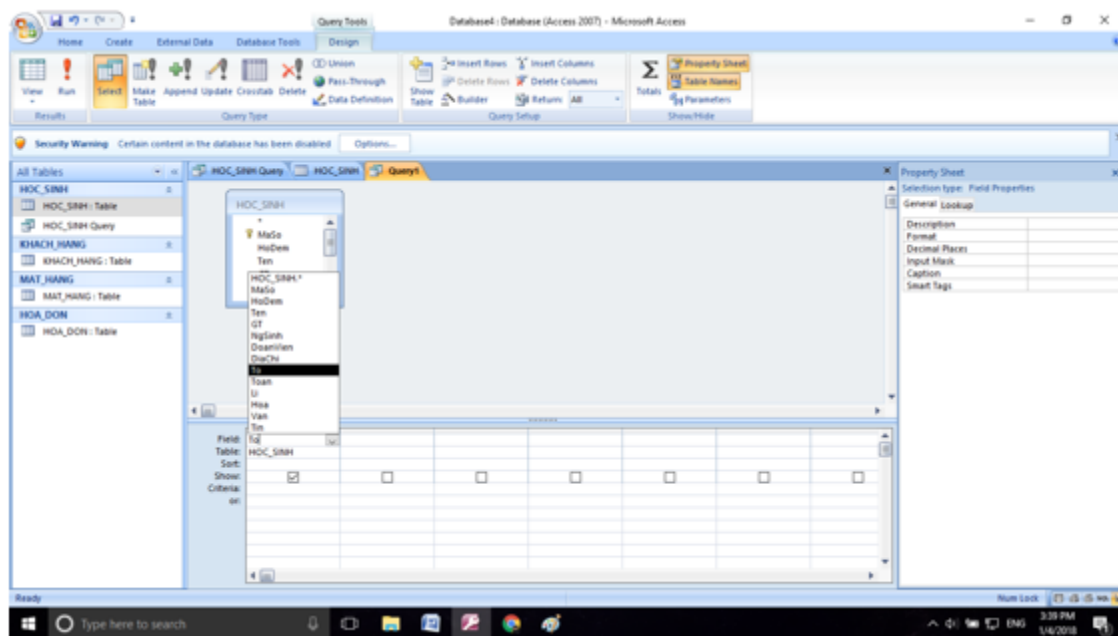 Query Tools Database4 : Database (Access 2007) - Microsoft Access
Home Create External Data Database Tools Design
View Run Select Make Table Append Update Crosstab Delete
Union
Pass-Through
Data Definition
Show Table
Insert Rows
Delete Rows
Builder
Insert Columns
Delete Columns
Return: All
Totals
Property Sheet
Table Names
Parameters
Results Query Type Query Setup Show/Hide
Security Warning Certain content in the database has been disabled Options...
All Tables
HOC_SINH
HOC_SINH : Table
HOC_SINH Query
KHACH_HANG
KHACH_HANG : Table
MAT_HANG
MAT_HANG : Table
HOA_DON
HOA_DON : Table
HOC_SINH Query HOC_SINH Query1
HOC_SINH
*
MaSo
HoDem
Ten
HOC_SINH.*
MaSo
HoDem
Ten
GT
NgSinh
DoanVien
DiaChi
To
Toan
Li
Hoa
Van
Tin
Field: To
Table: HOC_SINH
Sort:
Show:
Criteria:
or:
Property Sheet
Selection type: Field Properties
General Lookup
Description
Format
Decimal Places
Input Mask
Caption
Smart Tags
Ready Num Lock
Type here to search
ENG
3:39 PM
1/4/2018